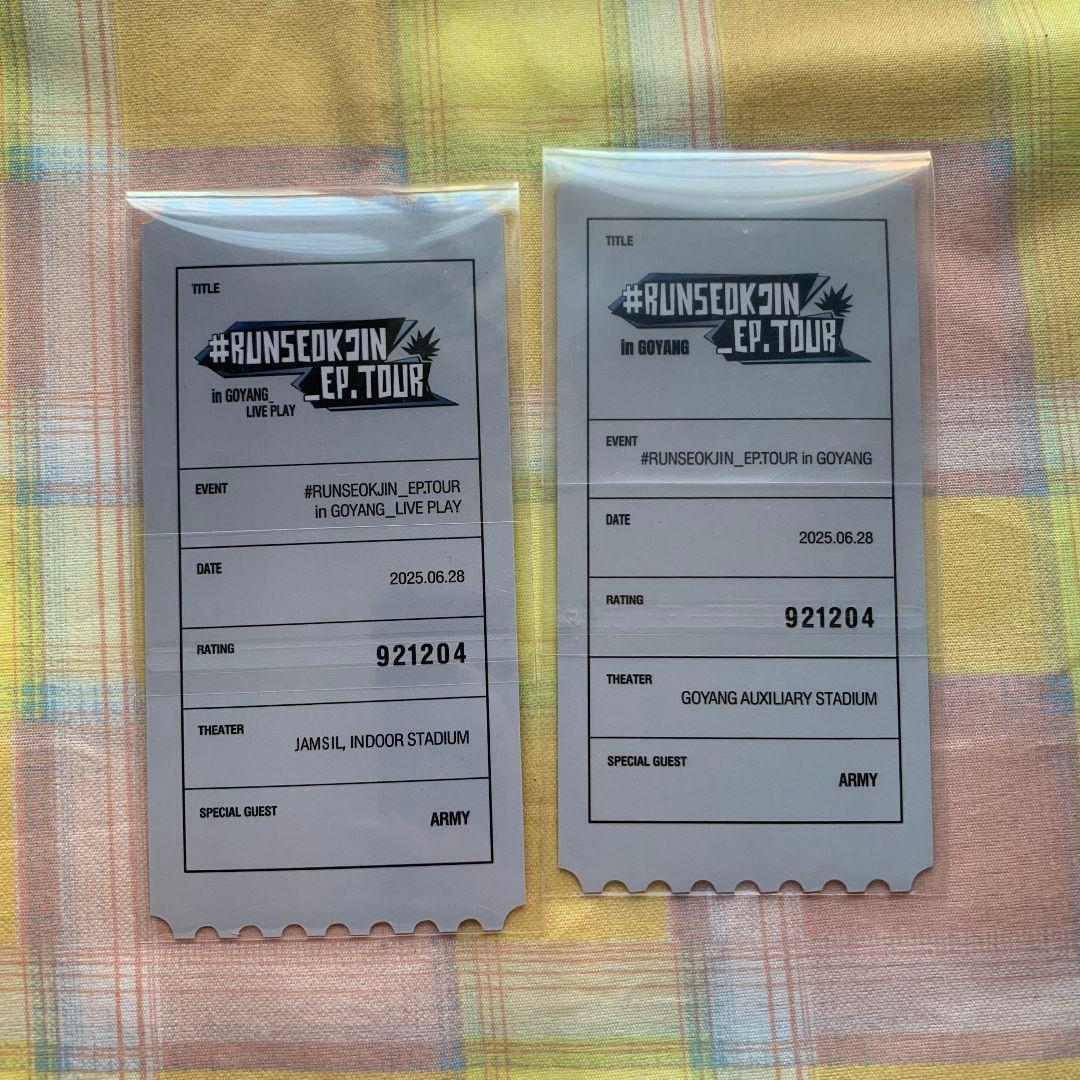 TITLE
#RUNSEOKJIN
_EP.TOUR
in GOYANG_
LIVE PLAY
EVENT
#RUNSEOKJIN_EP.TOUR
in GOYANG_LIVE PLAY
DATE
2025.06.28
RATING
921204
THEATER
JAMSIL, INDOOR STADIUM
SPECIAL GUEST
ARMY
TITLE
#RUNSEOKJIN
_EP.TOUR
in GOYANG
EVENT
#RUNSEOKJIN_EP.TOUR in GOYANG
DATE
2025.06.28
RATING
921204
THEATER
GOYANG AUXILIARY STADIUM
SPECIAL GUEST
ARMY